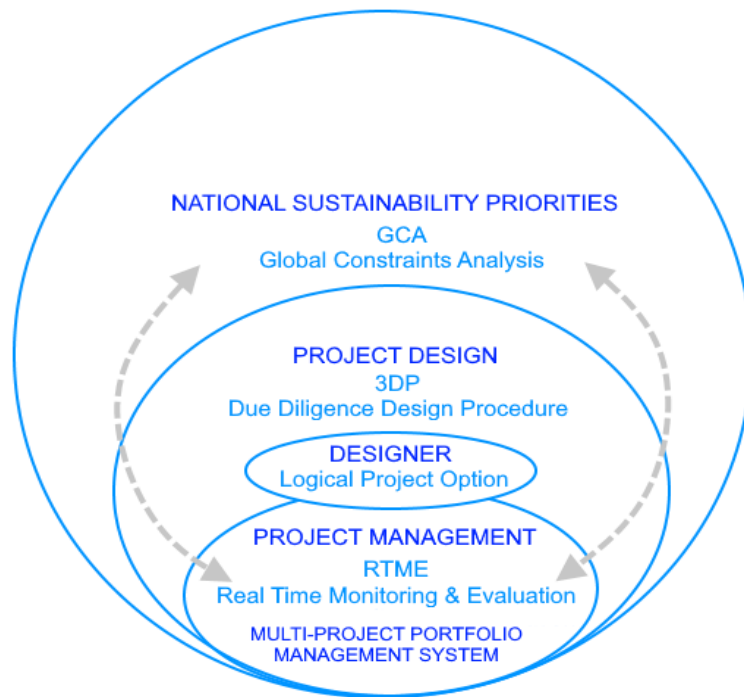 NATIONAL SUSTAINABILITY PRIORITIES
GCA
Global Constraints Analysis
PROJECT DESIGN
3DP
Due Diligence Design Procedure
DESIGNER
Logical Project Option
PROJECT MANAGEMENT
RTME
Real Time Monitoring & Evaluation
MULTI-PROJECT PORTFOLIO
MANAGEMENT SYSTEM